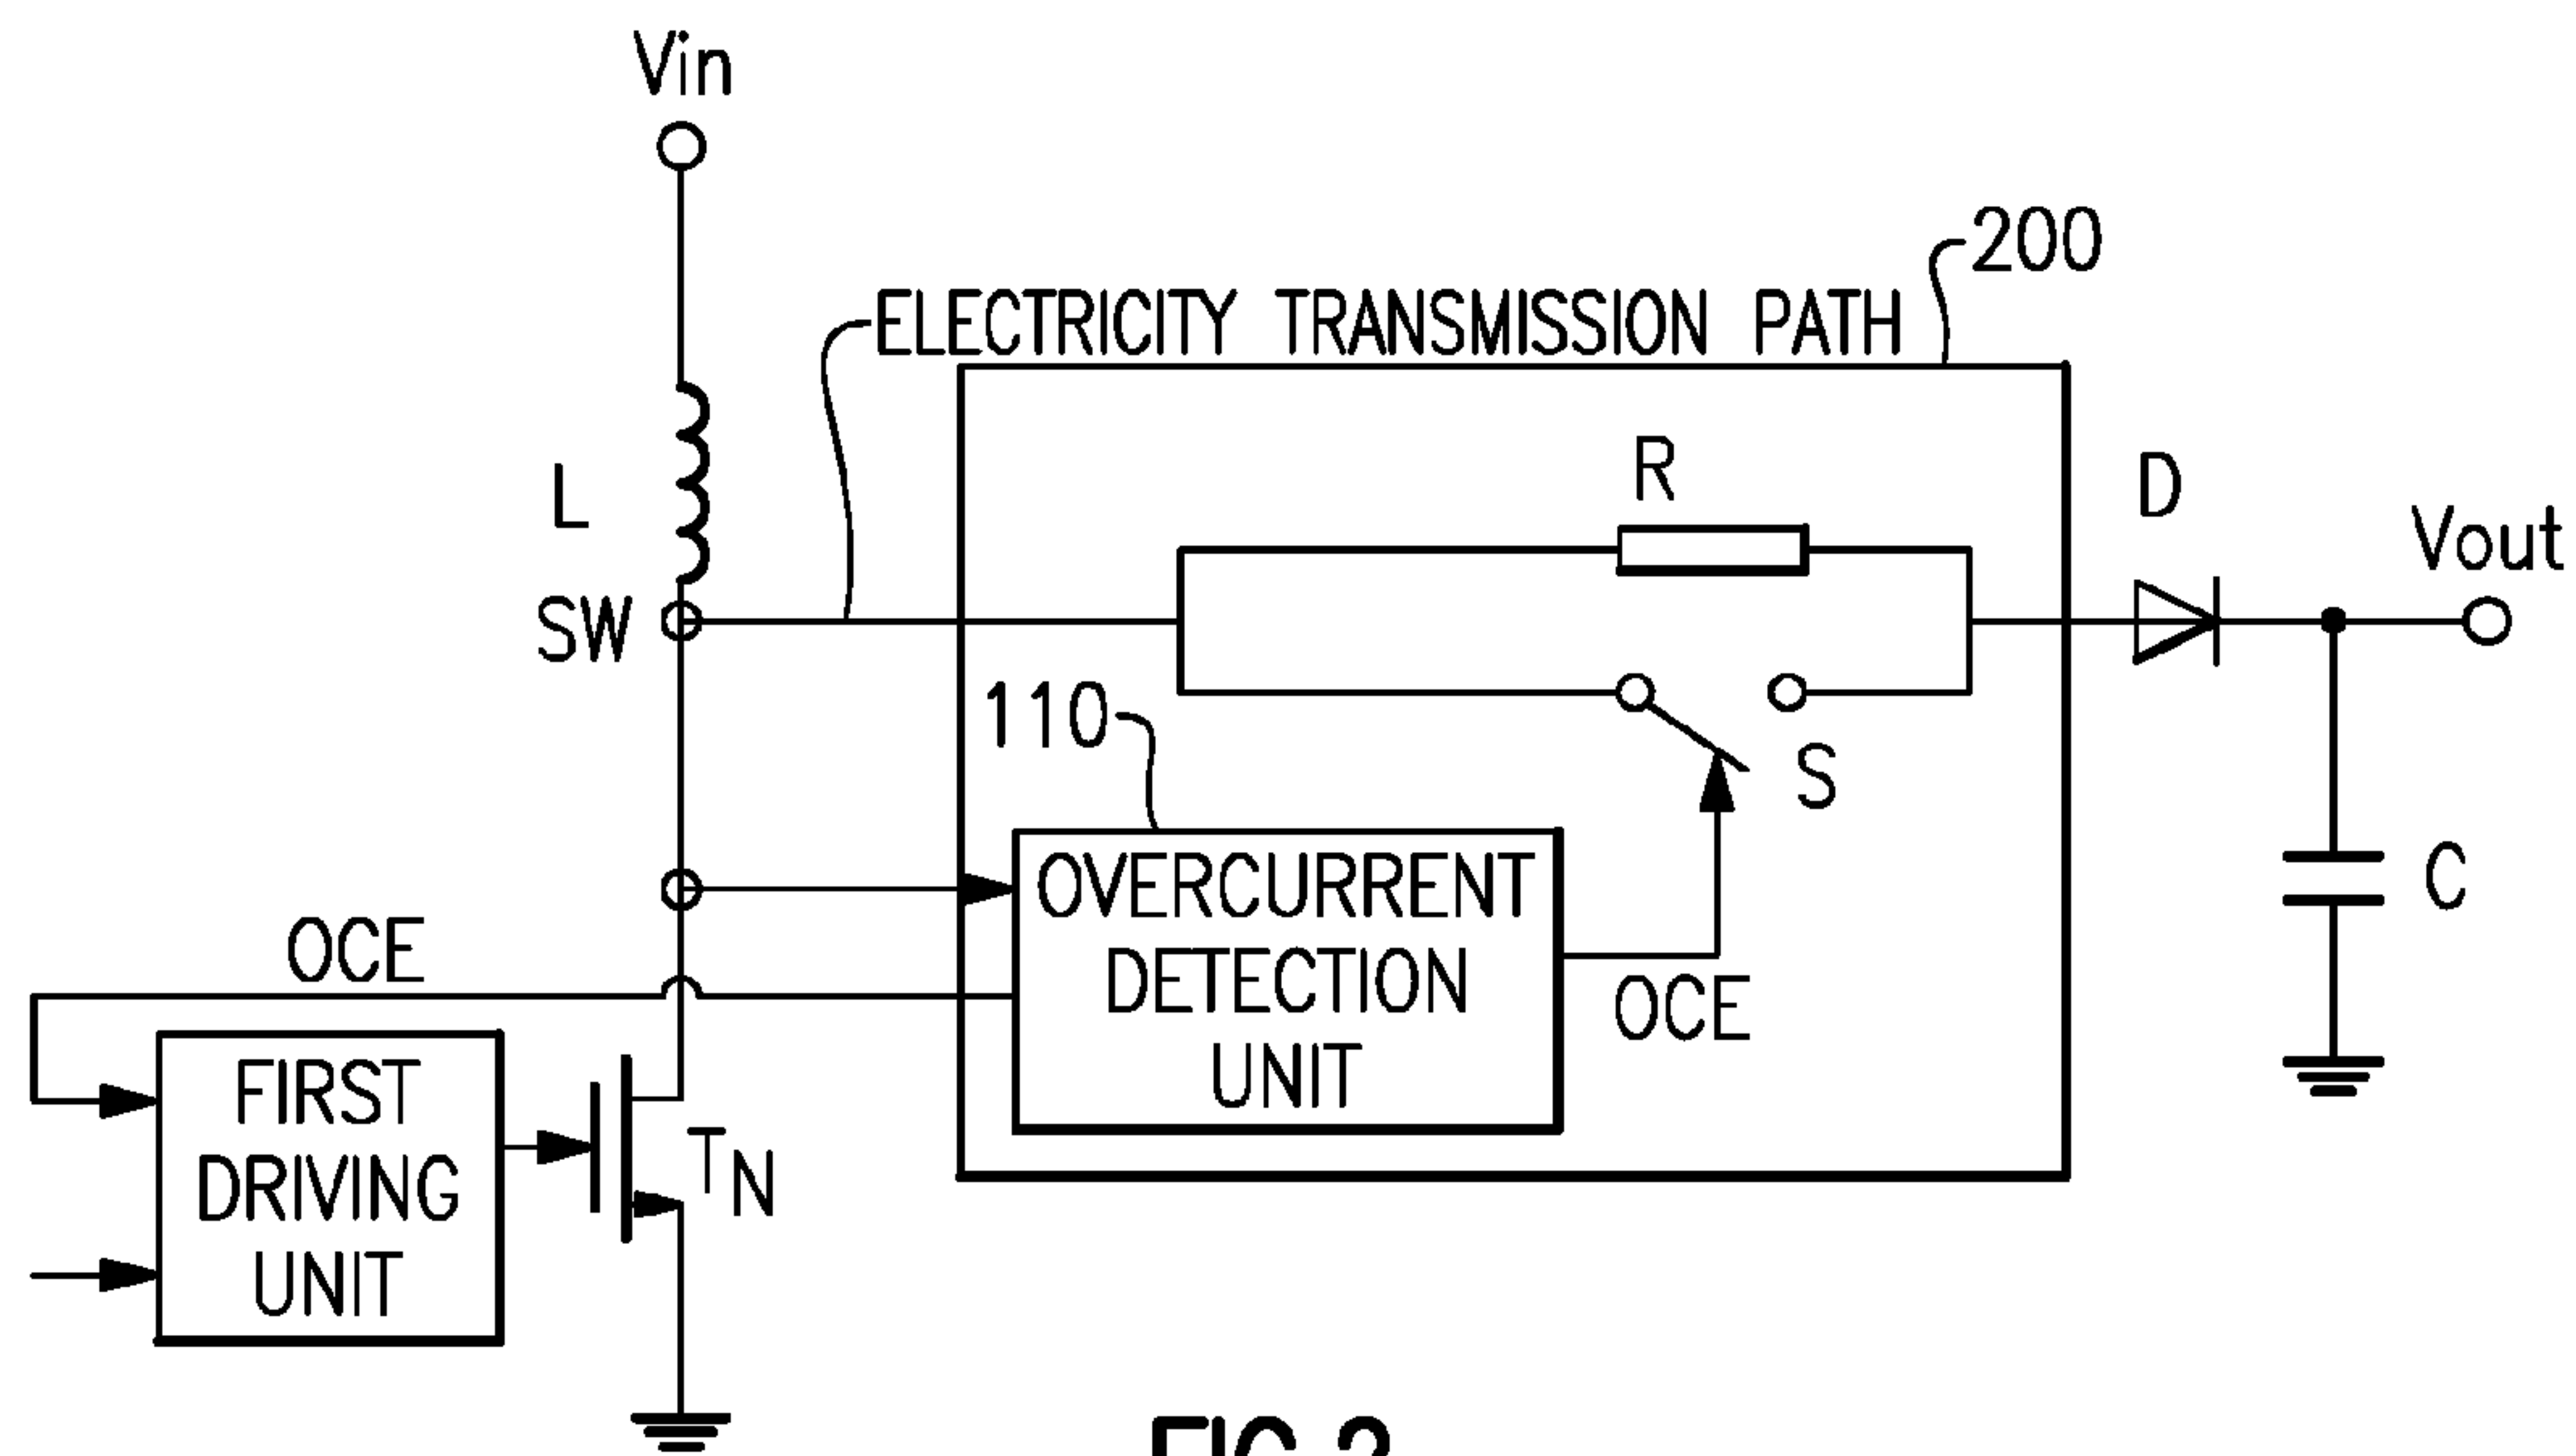 Vin
200
ELECTRICITY TRANSMISSION PATH
R
D
L
Vout
SW
110
S
OVERCURRENT
DETECTION
UNIT
C
OCE
OCE
FIRST
DRIVING
UNIT
TN